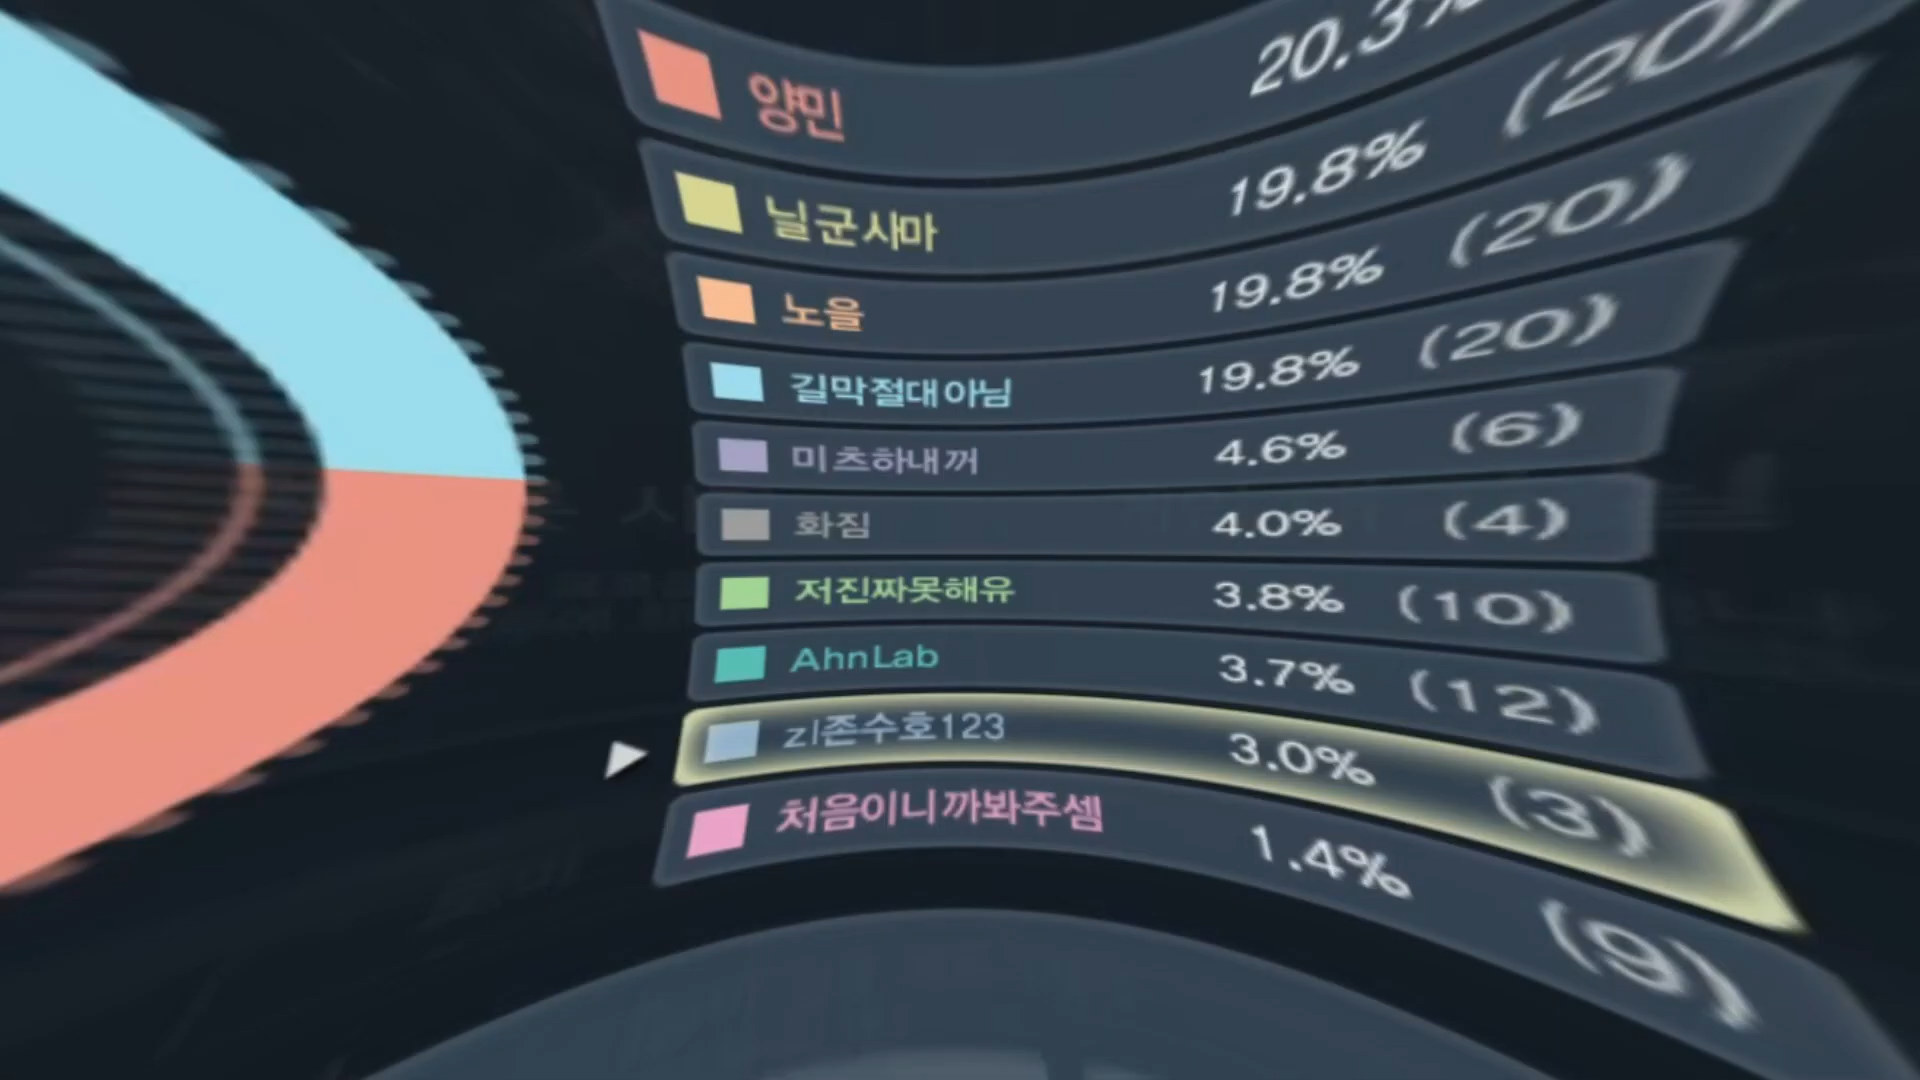 양민 20.3% (20)
닐군사마 19.8% (20)
노을 19.8% (20)
길막절대아님 19.8%
미츠하내꺼 4.6% (6)
화짐 4.0% (4)
저진짜못해유 3.8% (10)
AhnLab 3.7% (12)
z|존수호123 3.0% (3)
처음이니까봐주셈 1.4% (9)